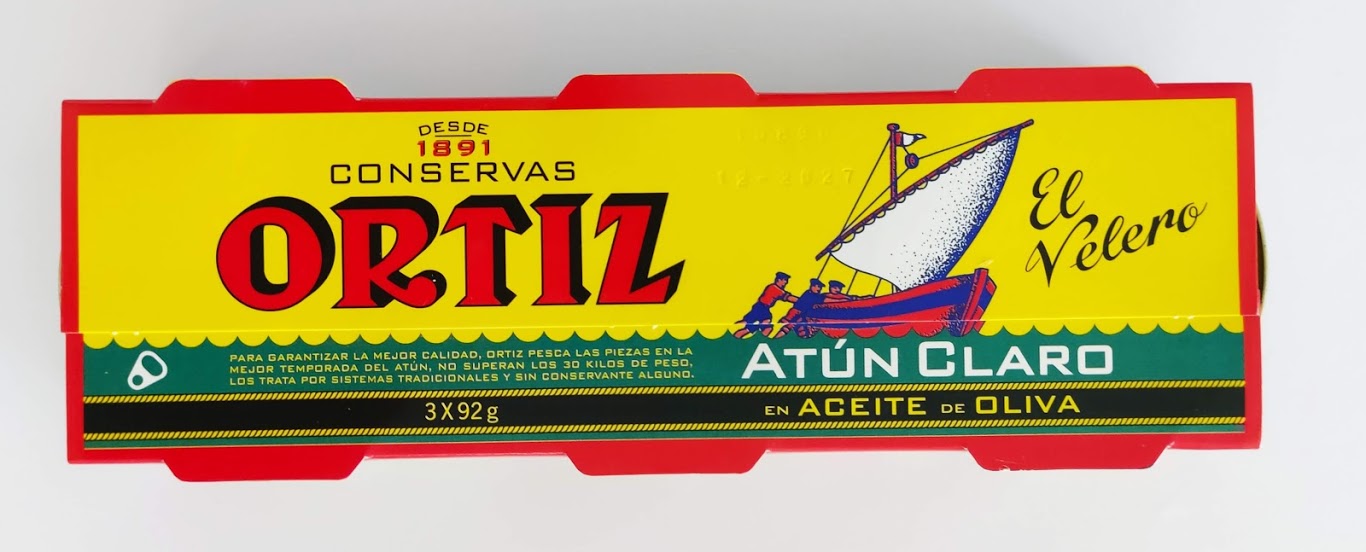 DESDE
1891
CONSERVAS
ORTIZ
12-2027
El
Velero
PARA GARANTIZAR LA MEJOR CALIDAD, ORTIZ PESCA LAS PIEZAS EN LA
MEJOR TEMPORADA DEL ATÚN, NO SUPERAN LOS 30 KILOS DE PESO,
LOS TRATA POR SISTEMAS TRADICIONALES Y SIN CONSERVANTE ALGUNO.
3X92g
ATÚN CLARO
EN ACEITE DE OLIVA